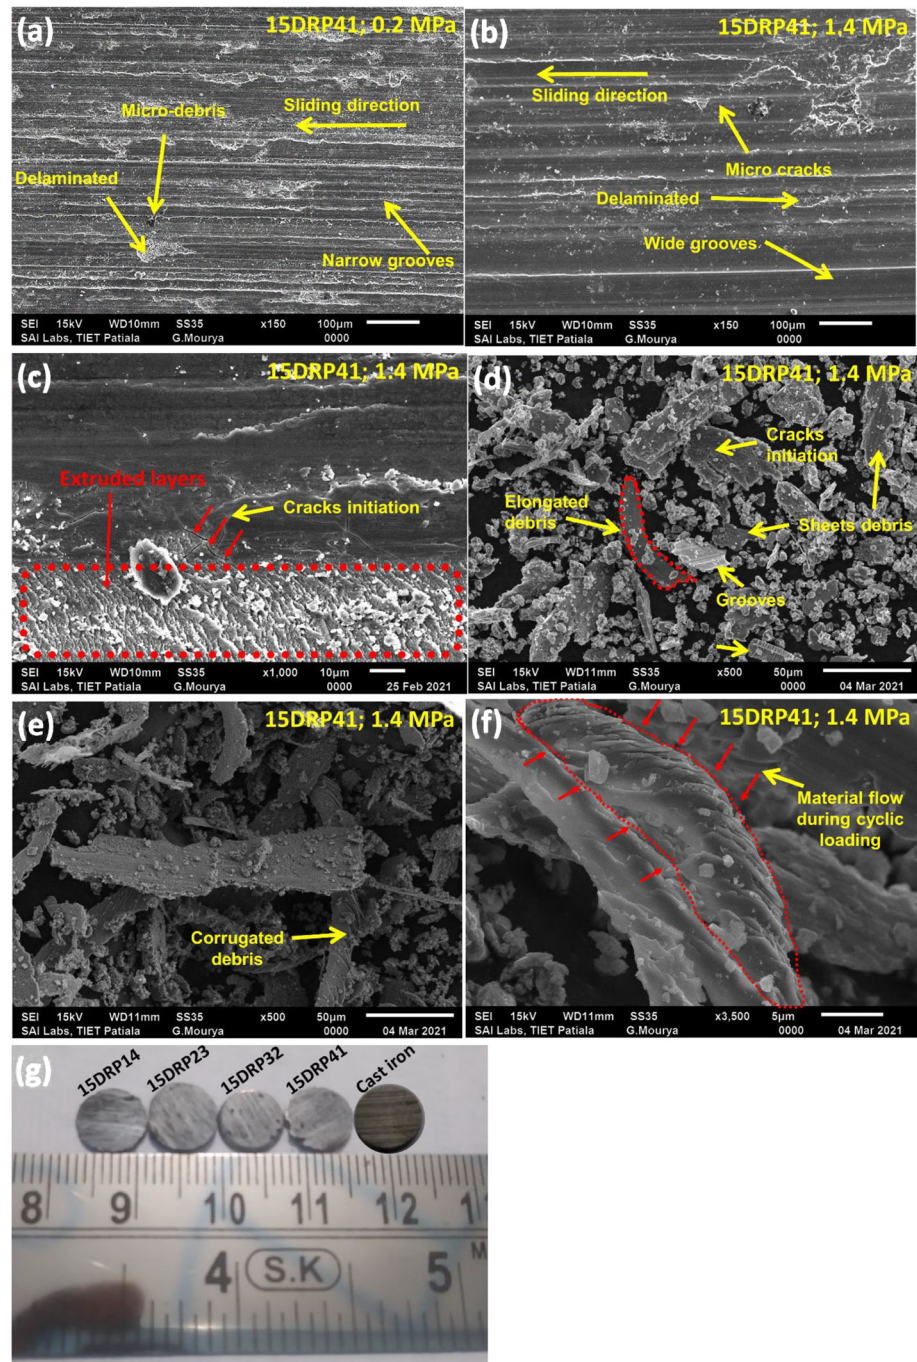 (a)
15DRP41; 0.2 MPa
Micro-debris
Sliding direction
Delaminated
Narrow grooves
SEI 15kV WD10mm SS35 x150 100µm
SAI Labs, TIET Patiala G.Mourya 0000
(b)
15DRP41; 1.4 MPa
Sliding direction
Micro cracks
Delaminated
Wide grooves
SEI 15kV WD10mm SS35 x150 100µm
SAI Labs, TIET Patiala G.Mourya 0000
(c)
15DRP41; 1.4 MPa
Extruded layers
Cracks initiation
SEI 15kV WD10mm SS35 x1,000 10µm
SAI Labs, TIET Patiala G.Mourya 0000 25 Feb 2021
(d)
15DRP41; 1.4 MPa
Cracks
initiation
Elongated
debris
Sheets debris
Grooves
SEI 15kV WD11mm SS35 x500 50µm
SAI Labs, TIET Patiala G.Mourya 0000 04 Mar 2021
(e)
15DRP41; 1.4 MPa
Corrugated
debris
SEI 15kV WD11mm SS35 x500 50µm
SAI Labs, TIET Patiala G.Mourya 0000 04 Mar 2021
(f)
15DRP41; 1.4 MPa
Material flow
during cyclic
loading
SEI 15kV WD11mm SS35 x3,500 5µm
SAI Labs, TIET Patiala G.Mourya 0000 04 Mar 2021
(g)
15DRP14
15DRP23
15DRP32
15DRP41
Cast iron
8 9 10 11 12
4 S.K 5 M